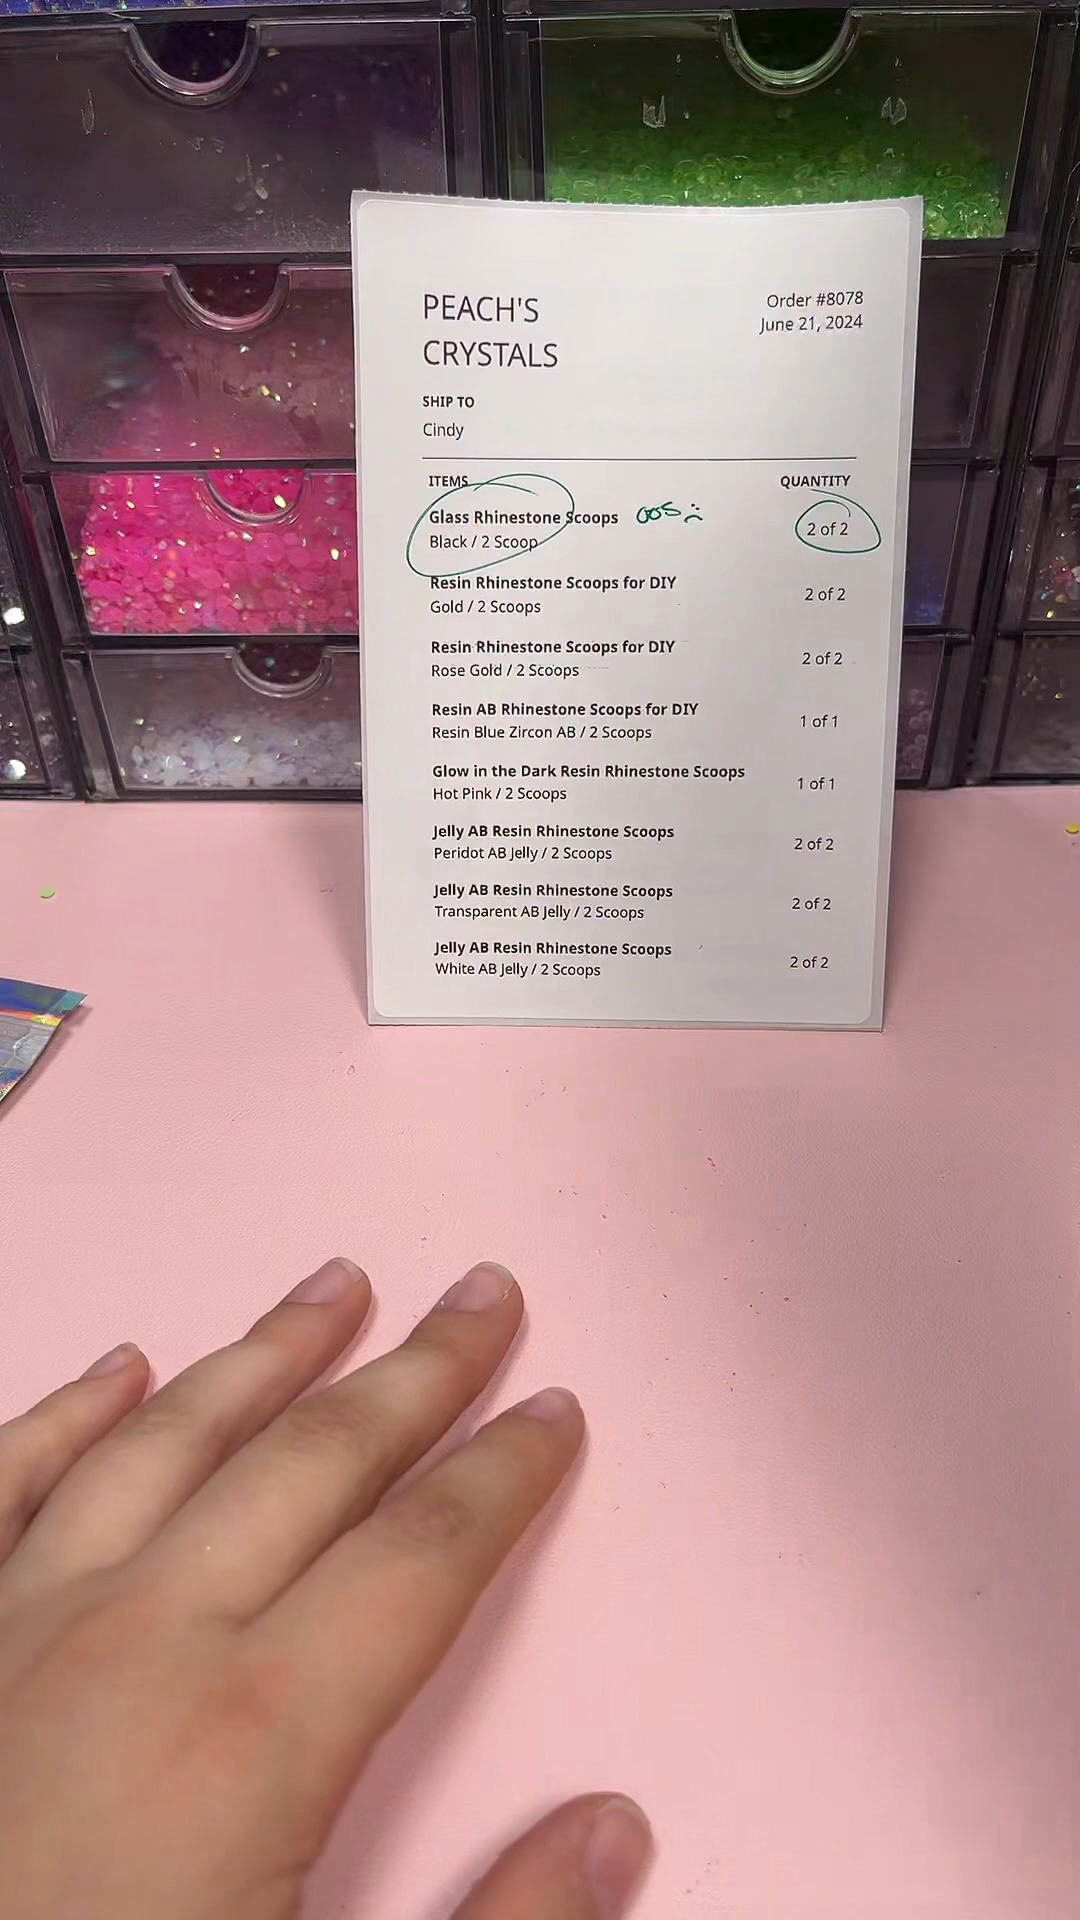 PEACH'S
CRYSTALS
Order #8078
June 21, 2024
SHIP TO
Cindy
ITEMS QUANTITY
Glass Rhinestone Scoops OOS :( 2 of 2
Black / 2 Scoop
Resin Rhinestone Scoops for DIY 2 of 2
Gold / 2 Scoops
Resin Rhinestone Scoops for DIY 2 of 2
Rose Gold / 2 Scoops
Resin AB Rhinestone Scoops for DIY 1 of 1
Resin Blue Zircon AB / 2 Scoops
Glow in the Dark Resin Rhinestone Scoops 1 of 1
Hot Pink / 2 Scoops
Jelly AB Resin Rhinestone Scoops 2 of 2
Peridot AB Jelly / 2 Scoops
Jelly AB Resin Rhinestone Scoops 2 of 2
Transparent AB Jelly / 2 Scoops
Jelly AB Resin Rhinestone Scoops 2 of 2
White AB Jelly / 2 Scoops